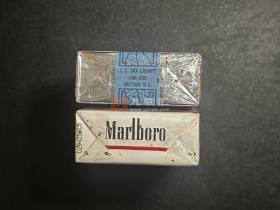 U.S. TAX EXEMPT
FOR USE
OUTSIDE U.S.
Marlboro